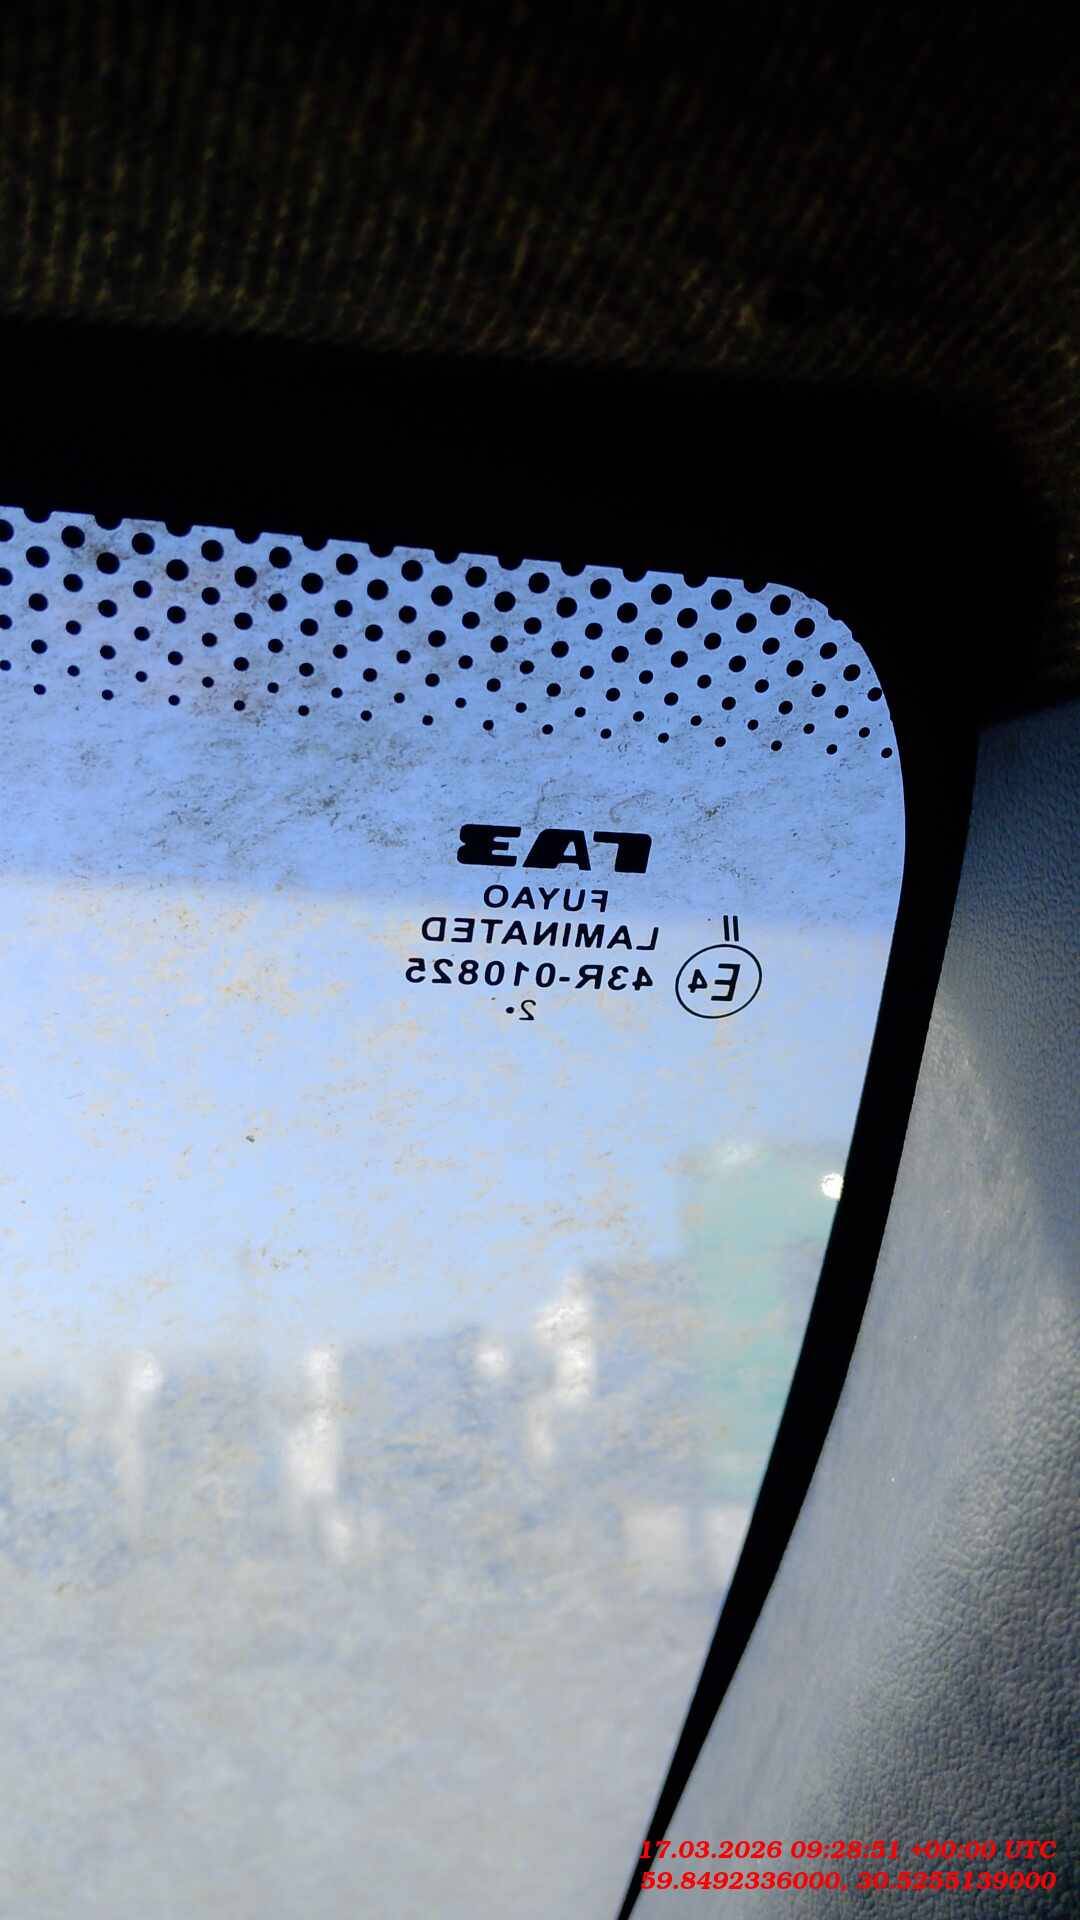 ГАЗ
FUYAO
II
LAMINATED
E4 43R-010825
2•
17.03.2026 09:28:51 +00:00 UTC
59.8492336000, 30.5255139000